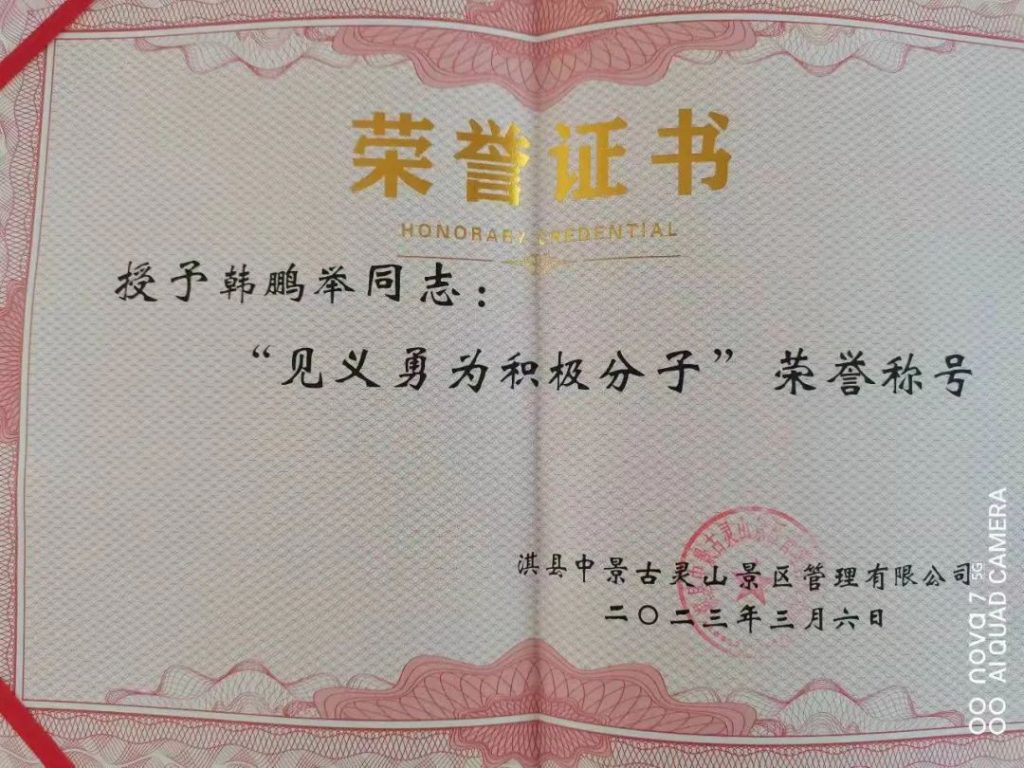 荣誉证书
HONORARY CREDENTIAL
授予韩鹏举同志：
“见义勇为积极分子”荣誉称号
淇县中景古灵山景区管理有限公司
二〇二三年三月六日
nova 7 5G
AI QUAD CAMERA